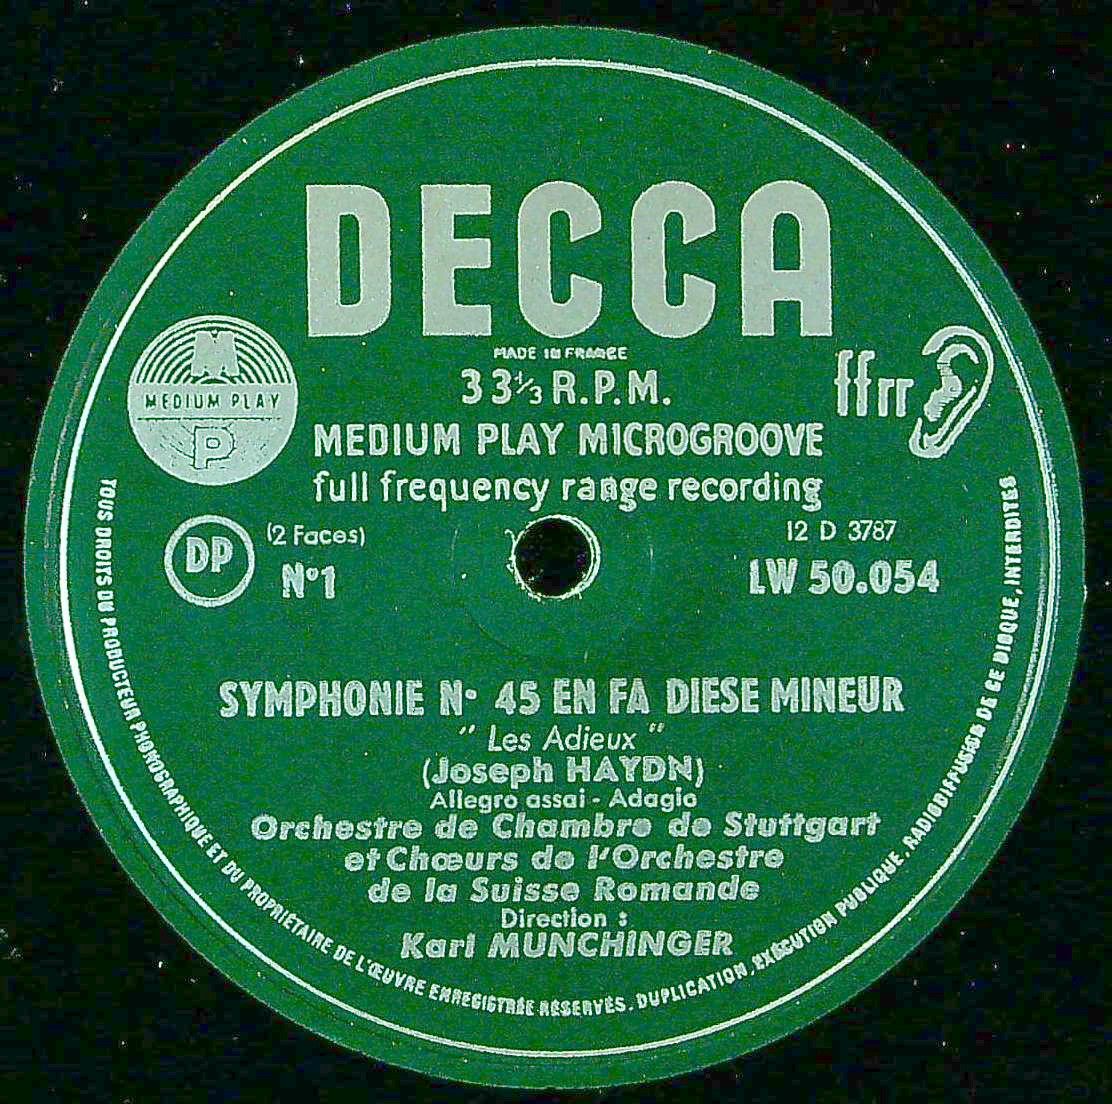 DECCA
MADE IN FRANCE
33 1/3 R.P.M.
M
MEDIUM PLAY
P
ffrr
MEDIUM PLAY MICROGROOVE
full frequency range recording
DP
(2 Faces)
N°1
12 D 3787
LW 50.054
SYMPHONIE N° 45 EN FA DIESE MINEUR
" Les Adieux "
(Joseph HAYDN)
Allegro assai - Adagio
Orchestre de Chambre de Stuttgart
et Chœurs de l'Orchestre
de la Suisse Romande
Direction :
Karl MUNCHINGER
TOUS DROITS DU PRODUCTEUR PHONOGRAPHIQUE ET DU PROPRIÉTAIRE DE L'ŒUVRE ENREGISTRÉE RÉSERVÉS. DUPLICATION, EXÉCUTION PUBLIQUE, RADIODIFFUSION DE CE DISQUE, INTERDITES